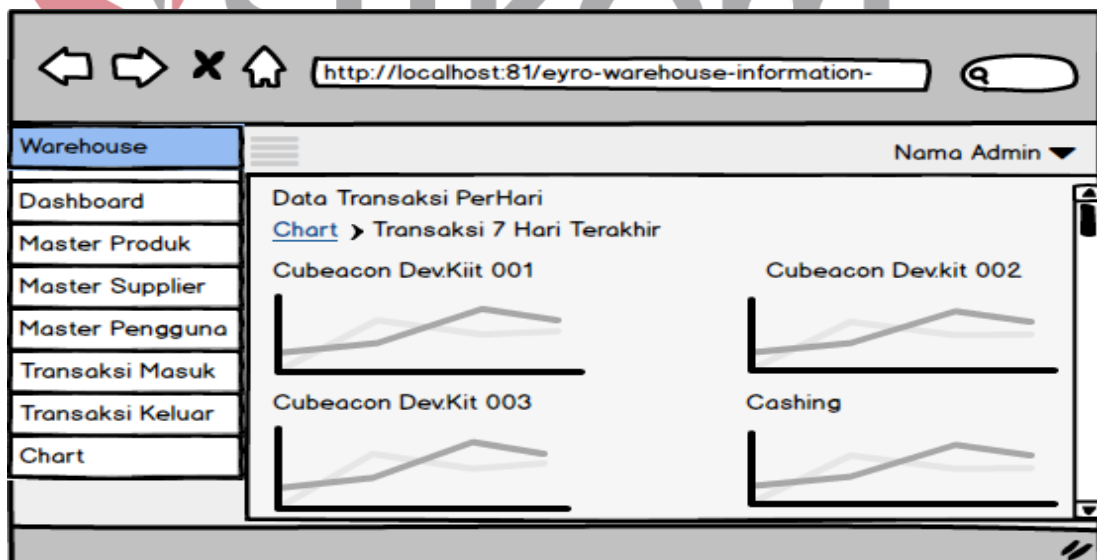 http://localhost:81/eyro-warehouse-information-
Warehouse
Nama Admin
Dashboard
Master Produk
Master Supplier
Master Pengguna
Transaksi Masuk
Transaksi Keluar
Chart
Data Transaksi PerHari
Chart > Transaksi 7 Hari Terakhir
Cubeacon Dev.Kiit 001
Cubeacon Dev.kit 002
Cubeacon Dev.Kit 003
Cashing